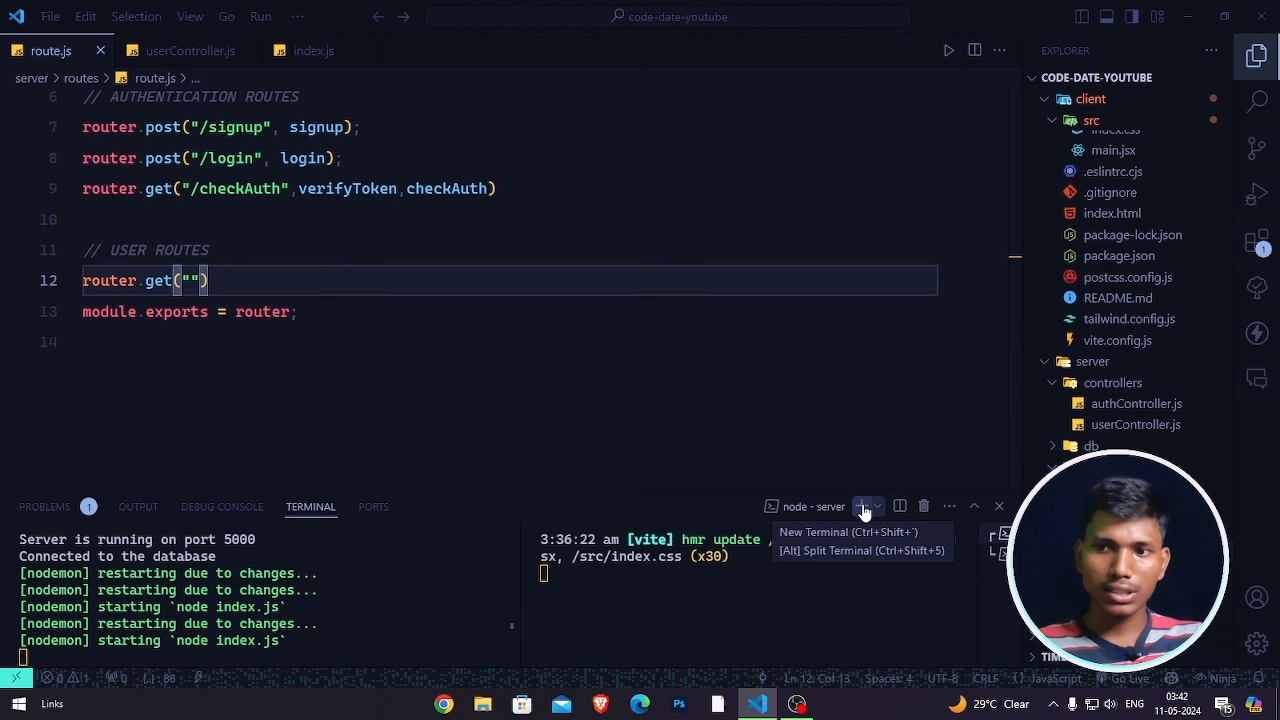 File Edit Selection View Go Run ··· code-date-youtube
route.js userController.js index.js
server > routes > route.js > ...
6 // AUTHENTICATION ROUTES
7 router.post("/signup", signup);
8 router.post("/login", login);
9 router.get("/checkAuth",verifyToken,checkAuth)
10
11 // USER ROUTES
12 router.get("")
13 module.exports = router;
14
EXPLORER
CODE-DATE-YOUTUBE
client
src
index.css
main.jsx
.eslintrc.cjs
.gitignore
index.html
package-lock.json
package.json
postcss.config.js
README.md
tailwind.config.js
vite.config.js
server
controllers
authController.js
userController.js
db
1
PROBLEMS 1 OUTPUT DEBUG CONSOLE TERMINAL PORTS node - server
New Terminal (Ctrl+Shift+`)
[Alt] Split Terminal (Ctrl+Shift+5)
Server is running on port 5000
Connected to the database
[nodemon] restarting due to changes...
[nodemon] restarting due to changes...
[nodemon] starting `node index.js`
[nodemon] restarting due to changes...
[nodemon] starting `node index.js`
3:36:22 am [vite] hmr update /
sx, /src/index.css (x30)
TIM
0 1 0 88 Ln 12, Col 13 Spaces: 4 UTF-8 CRLF {} JavaScript Go Live Ninja
Links Ps 29°C Clear ENG 03:42
11-05-2024